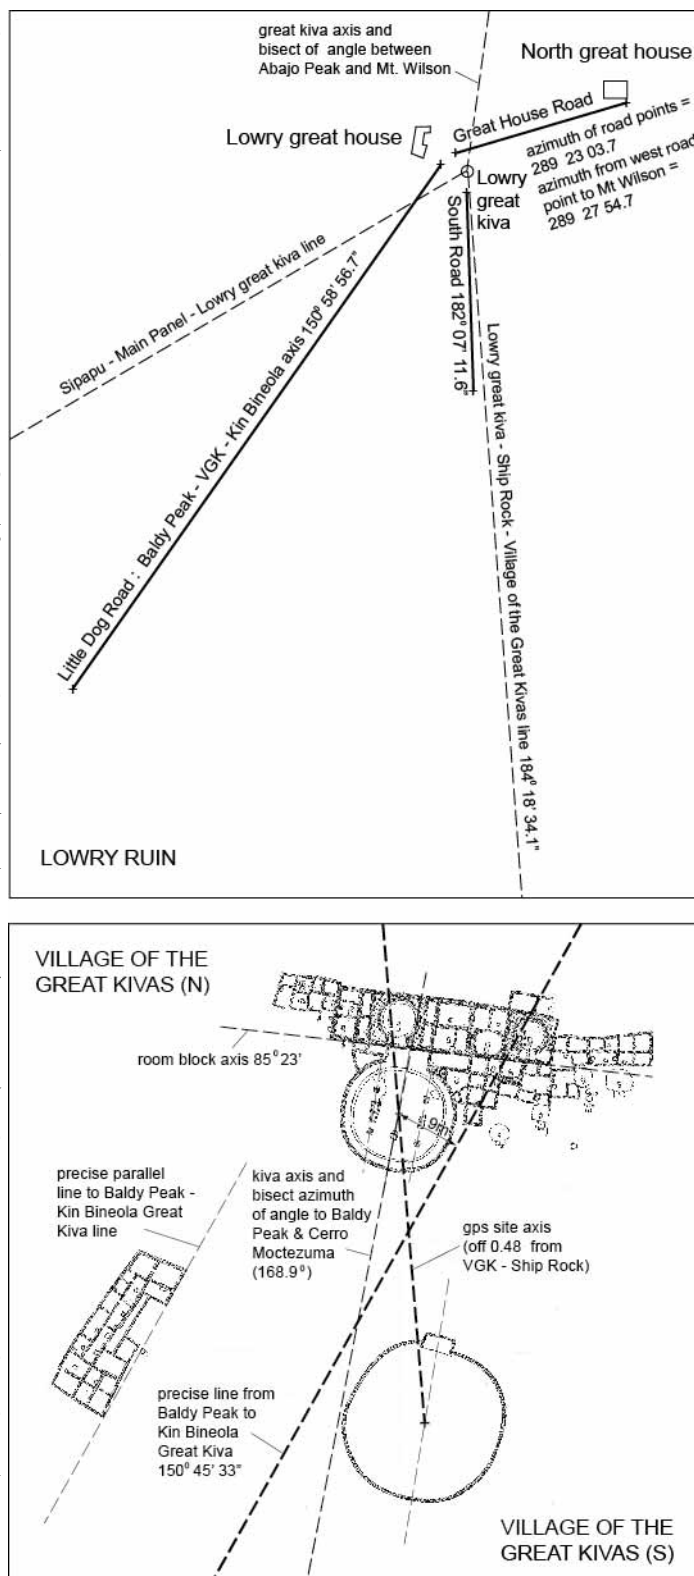 great kiva axis and
bisect of angle between
Abajo Peak and Mt. Wilson
North great house
Great House Road
azimuth of road points =
289 23 03.7
azimuth from west road
point to Mt Wilson =
289 27 54.7
Lowry great house
Lowry
great
kiva
Sipapu - Main Panel - Lowry great kiva line
South Road 182⁰ 07' 11.6"
Little Dog Road : Baldy Peak - VGK - Kin Bineola axis 150⁰ 58' 56.7"
Lowry great kiva - Ship Rock - Village of the Great Kivas line 184⁰ 18' 34.1"
LOWRY RUIN
VILLAGE OF THE
GREAT KIVAS (N)
room block axis 85⁰23'
19m
precise parallel
line to Baldy Peak -
Kin Bineola Great
Kiva line
kiva axis and
bisect azimuth
of angle to Baldy
Peak & Cerro
Moctezuma
(168.9⁰)
gps site axis
(off 0.48 from
VGK - Ship Rock)
precise line from
Baldy Peak to
Kin Bineola
Great Kiva
150⁰ 45' 33"
VILLAGE OF THE
GREAT KIVAS (S)